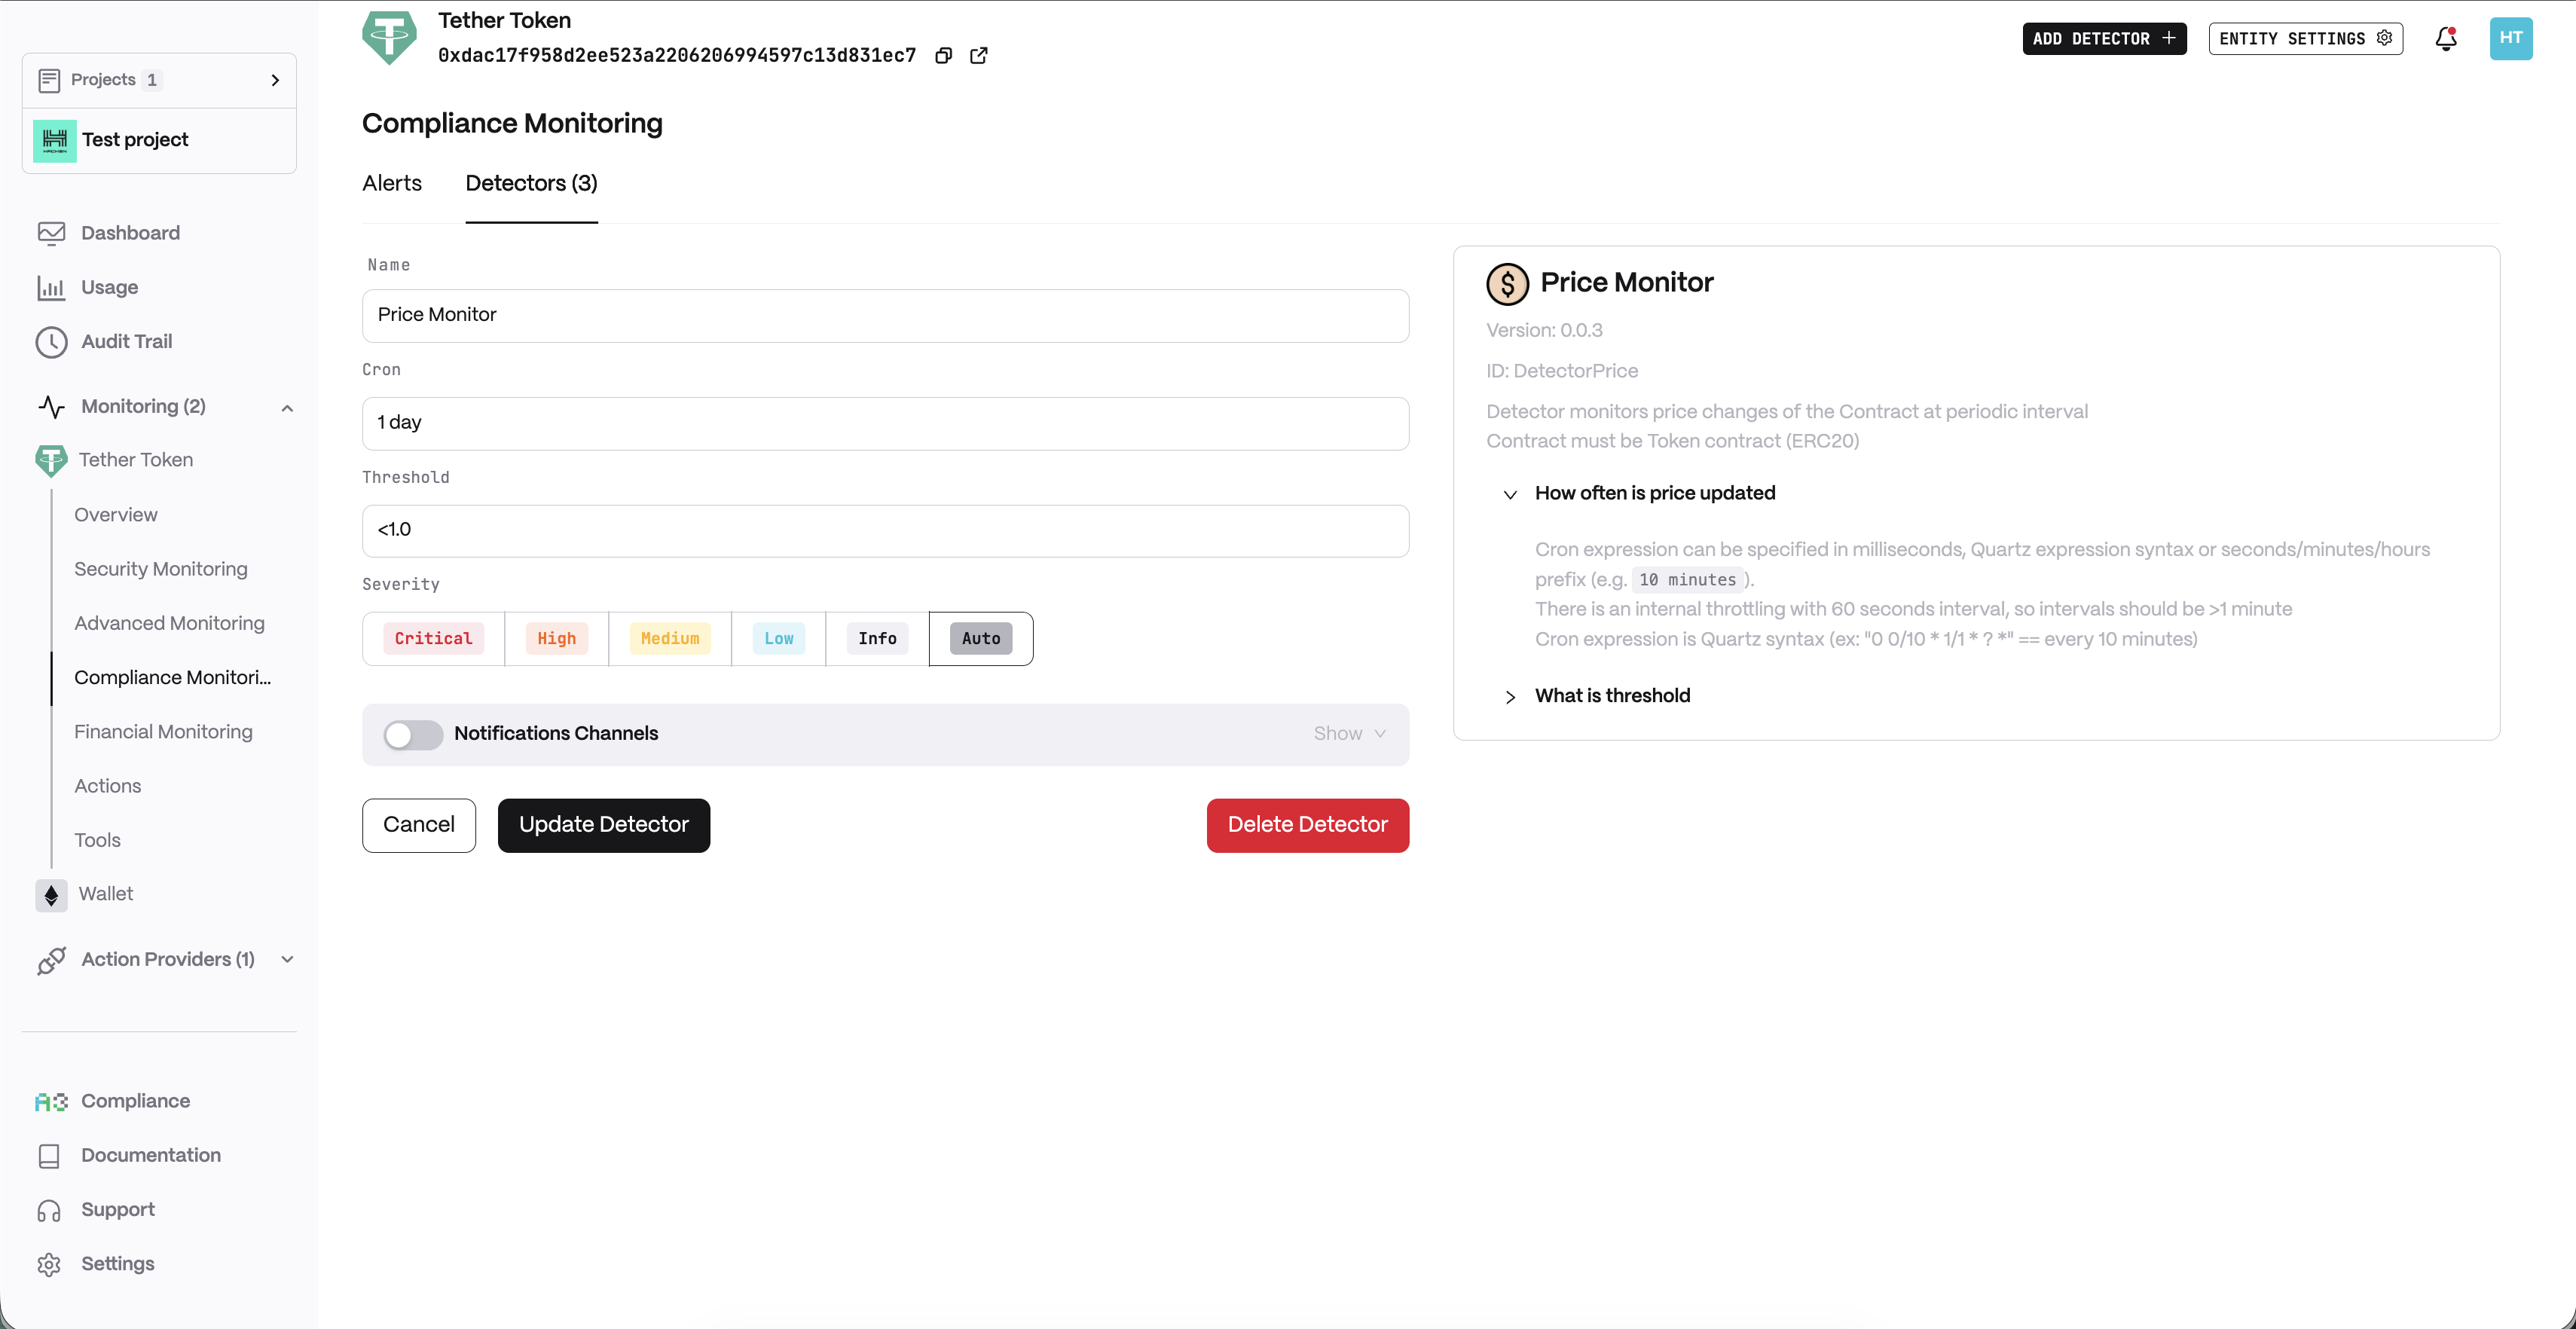 Projects 1
Test project
Dashboard
Usage
Audit Trail
Monitoring (2)
Tether Token
Overview
Security Monitoring
Advanced Monitoring
Compliance Monitori...
Financial Monitoring
Actions
Tools
Wallet
Action Providers (1)
Compliance
Documentation
Support
Settings
Tether Token
0xdac17f958d2ee523a2206206994597c13d831ec7
ADD DETECTOR
ENTITY SETTINGS
HT
Compliance Monitoring
Alerts
Detectors (3)
Name
Price Monitor
Cron
1 day
Threshold
<1.0
Severity
Critical
High
Medium
Low
Info
Auto
Notifications Channels
Show
Cancel
Update Detector
Delete Detector
Price Monitor
Version: 0.0.3
ID: DetectorPrice
Detector monitors price changes of the Contract at periodic interval
Contract must be Token contract (ERC20)
How often is price updated
Cron expression can be specified in milliseconds, Quartz expression syntax or seconds/minutes/hours
prefix (e.g. 10 minutes ).
There is an internal throttling with 60 seconds interval, so intervals should be >1 minute
Cron expression is Quartz syntax (ex: "0 0/10 * 1/1 * ? *" == every 10 minutes)
What is threshold